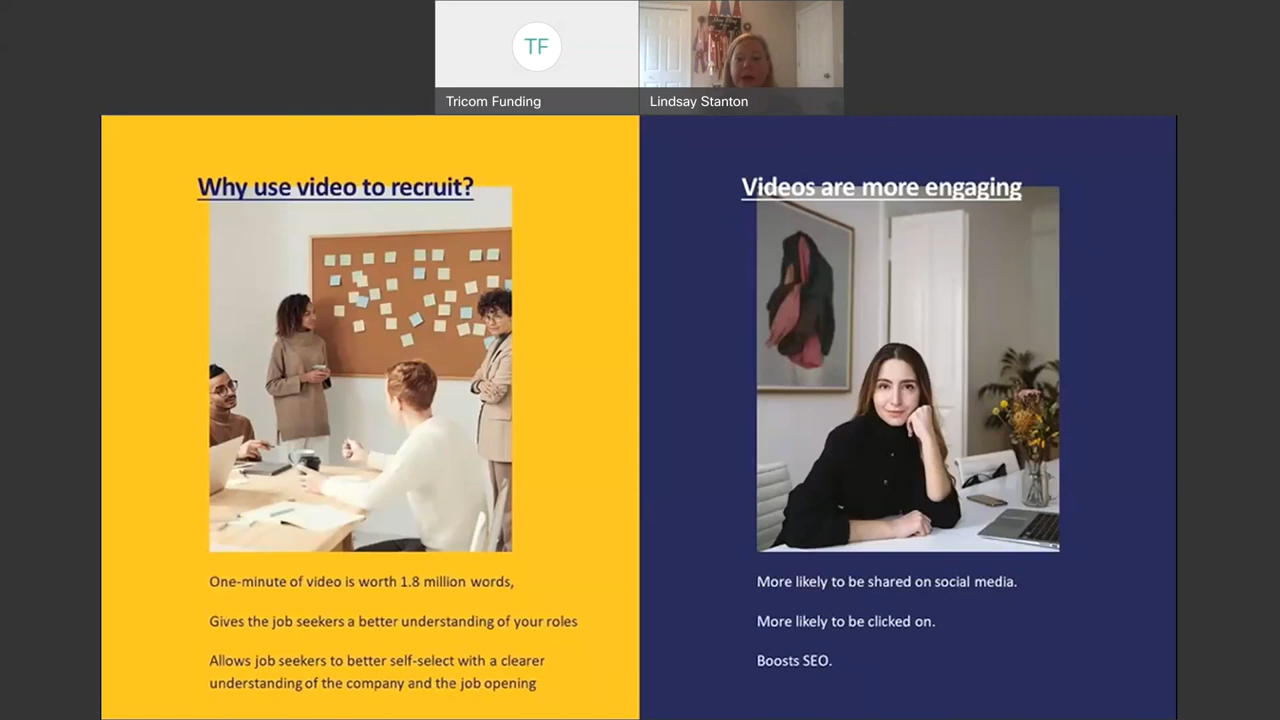 TF
Tricom Funding
Lindsay Stanton
Why use video to recruit?
One-minute of video is worth 1.8 million words,
Gives the job seekers a better understanding of your roles
Allows job seekers to better self-select with a clearer
understanding of the company and the job opening
Videos are more engaging
More likely to be shared on social media.
More likely to be clicked on.
Boosts SEO.